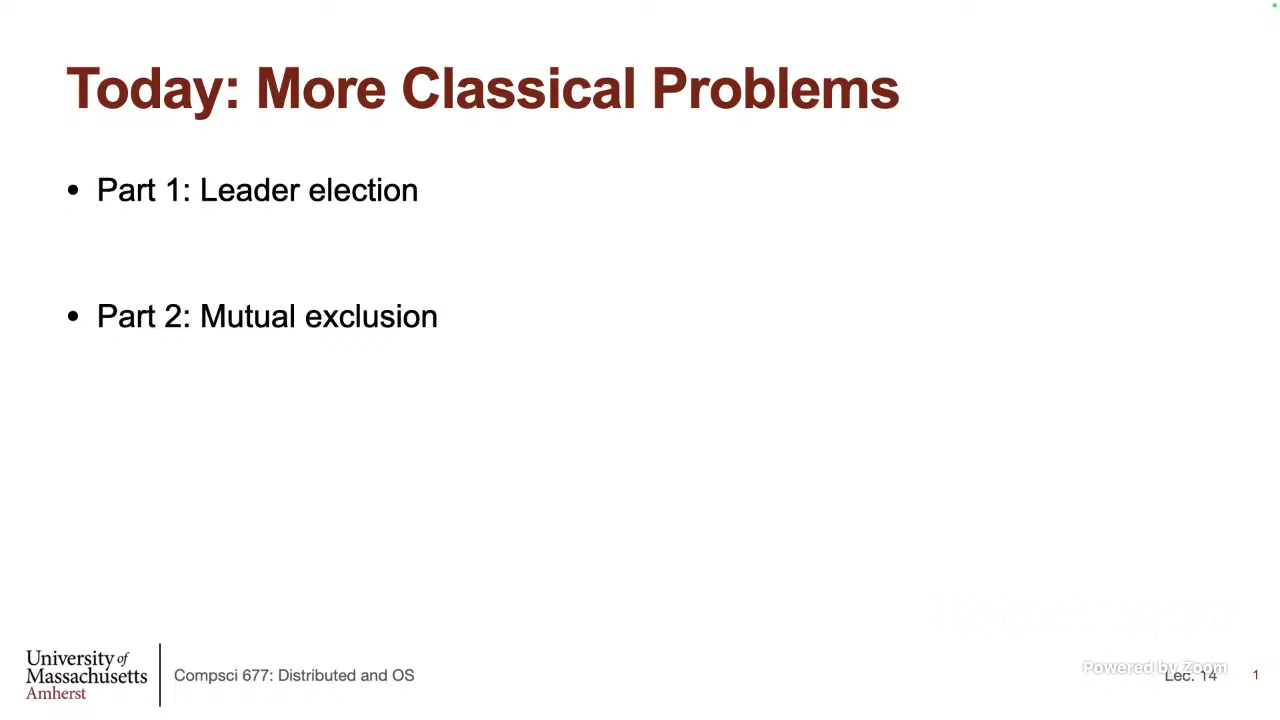 Today: More Classical Problems
• Part 1: Leader election
• Part 2: Mutual exclusion
University of
Massachusetts
Amherst
Compsci 677: Distributed and OS
Powered by Zoom
Lec. 14
1